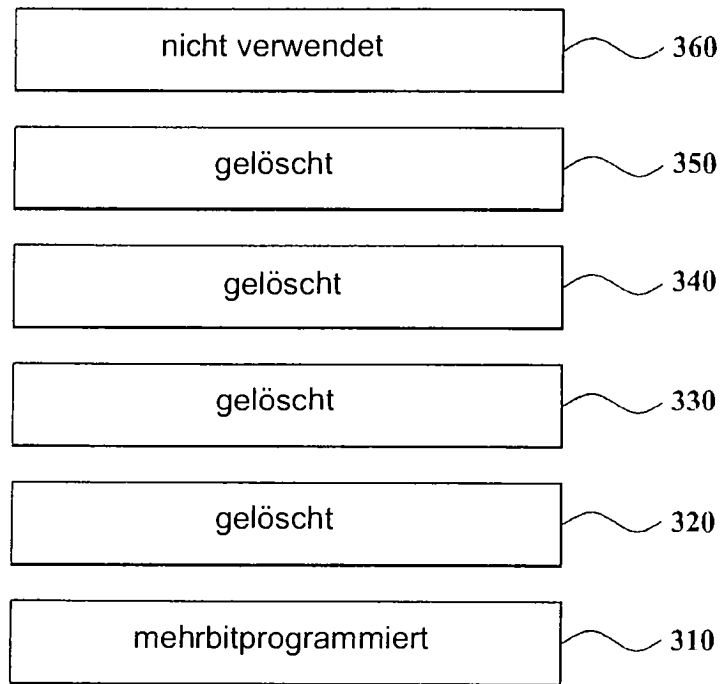 nicht verwendet 360
gelöscht 350
gelöscht 340
gelöscht 330
gelöscht 320
mehrbitprogrammiert 310